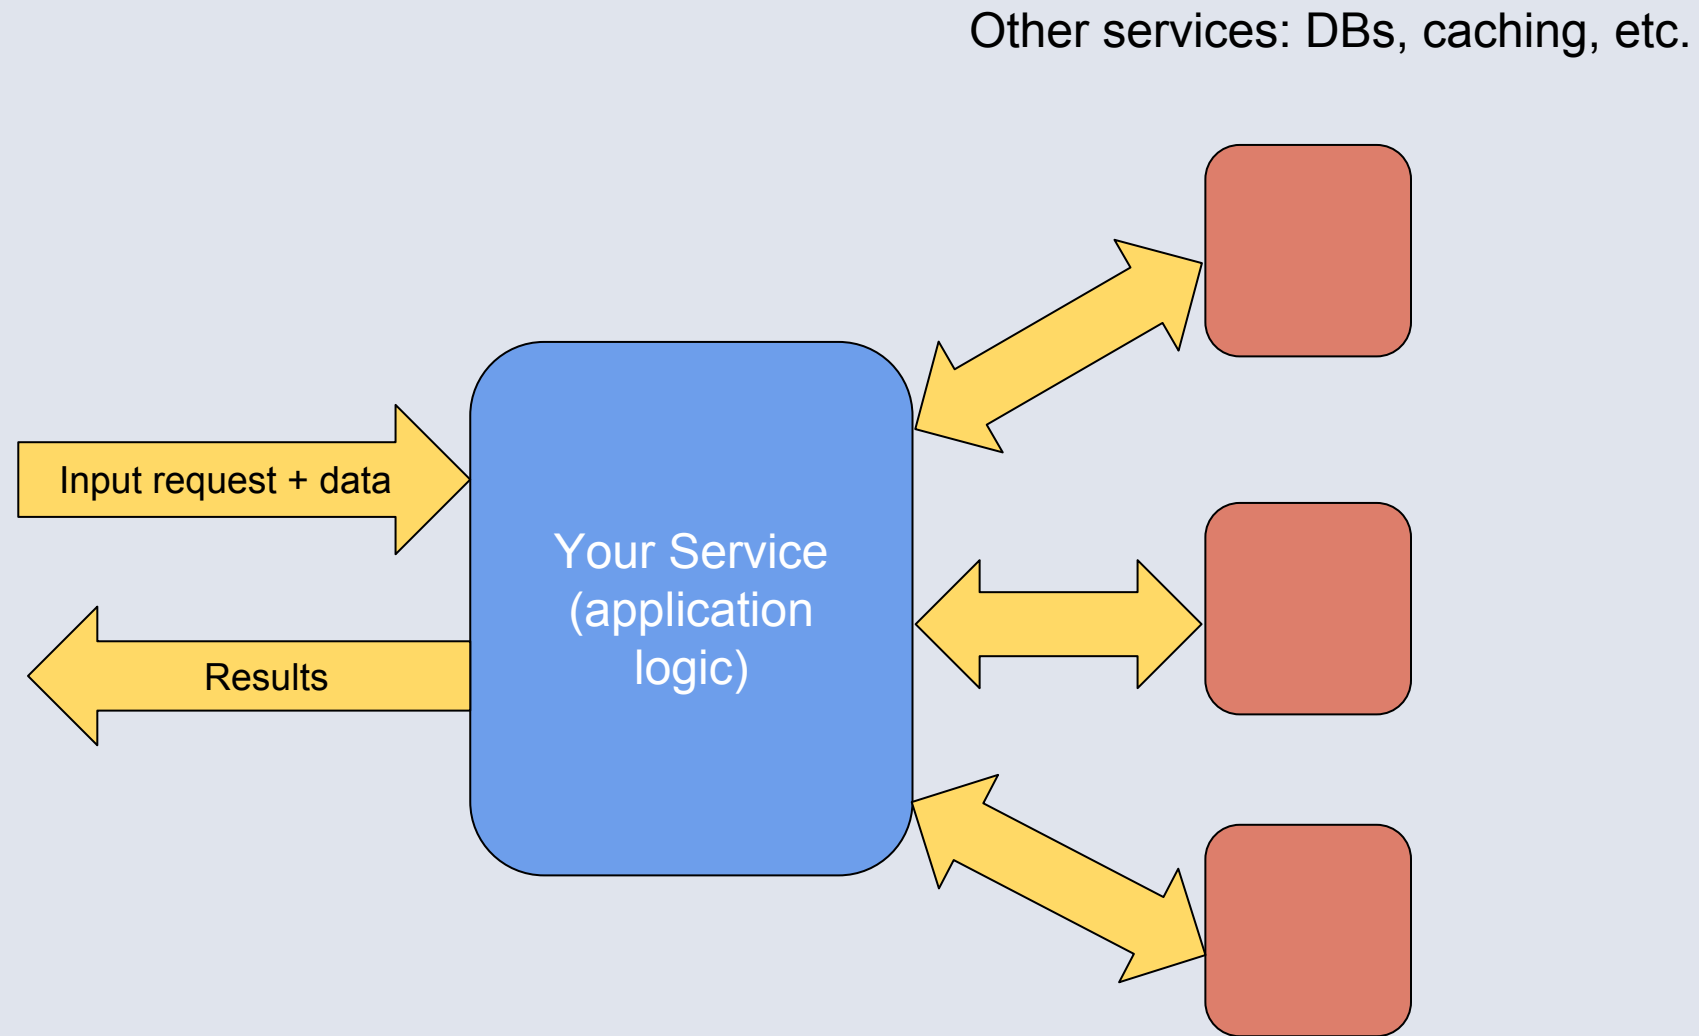 Other services: DBs, caching, etc.
Input request + data
Your Service
(application
logic)
Results